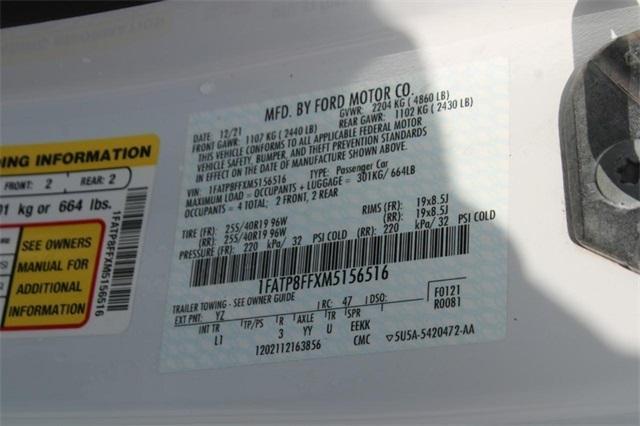 MFD. BY FORD MOTOR CO.
DATE: 12/21 GVWR: 2204 KG ( 4860 LB)
FRONT GAWR: 1107 KG ( 2440 LB) REAR GAWR: 1102 KG ( 2430 LB)
THIS VEHICLE CONFORMS TO ALL APPLICABLE FEDERAL MOTOR
VEHICLE SAFETY, BUMPER, AND THEFT PREVENTION STANDARDS
IN EFFECT ON THE DATE OF MANUFACTURE SHOWN ABOVE.
VIN: 1FATP8FFXM5156516 TYPE: Passenger Car
MAXIMUM LOAD = OCCUPANTS + LUGGAGE = 301KG/ 664LB
OCCUPANTS = 4 TOTAL: 2 FRONT, 2 REAR
TIRE (FR): 255/40R19 96W RIMS (FR): 19x8.5J
(RR): 255/40R19 96W (RR): 19x8.5J
PRESSURE (FR): 220 kPa/ 32 PSI COLD (RR): 220 kPa/ 32 PSI COLD
1FATP8FFXM5156516
TRAILER TOWING - SEE OWNER GUIDE
EXT PNT: YZ RC: 47 DSO: F0121
R0081
INT TR TP/PS R AXLE TR SPR
L1 3 YY U EEKK
1202112163856 CMC 5U5A-5420472-AA
DING INFORMATION
FRONT: 2 REAR: 2
01 kg or 664 lbs.
SEE OWNERS
MANUAL FOR
ADDITIONAL
INFORMATION
1FATP8FFXM5156516